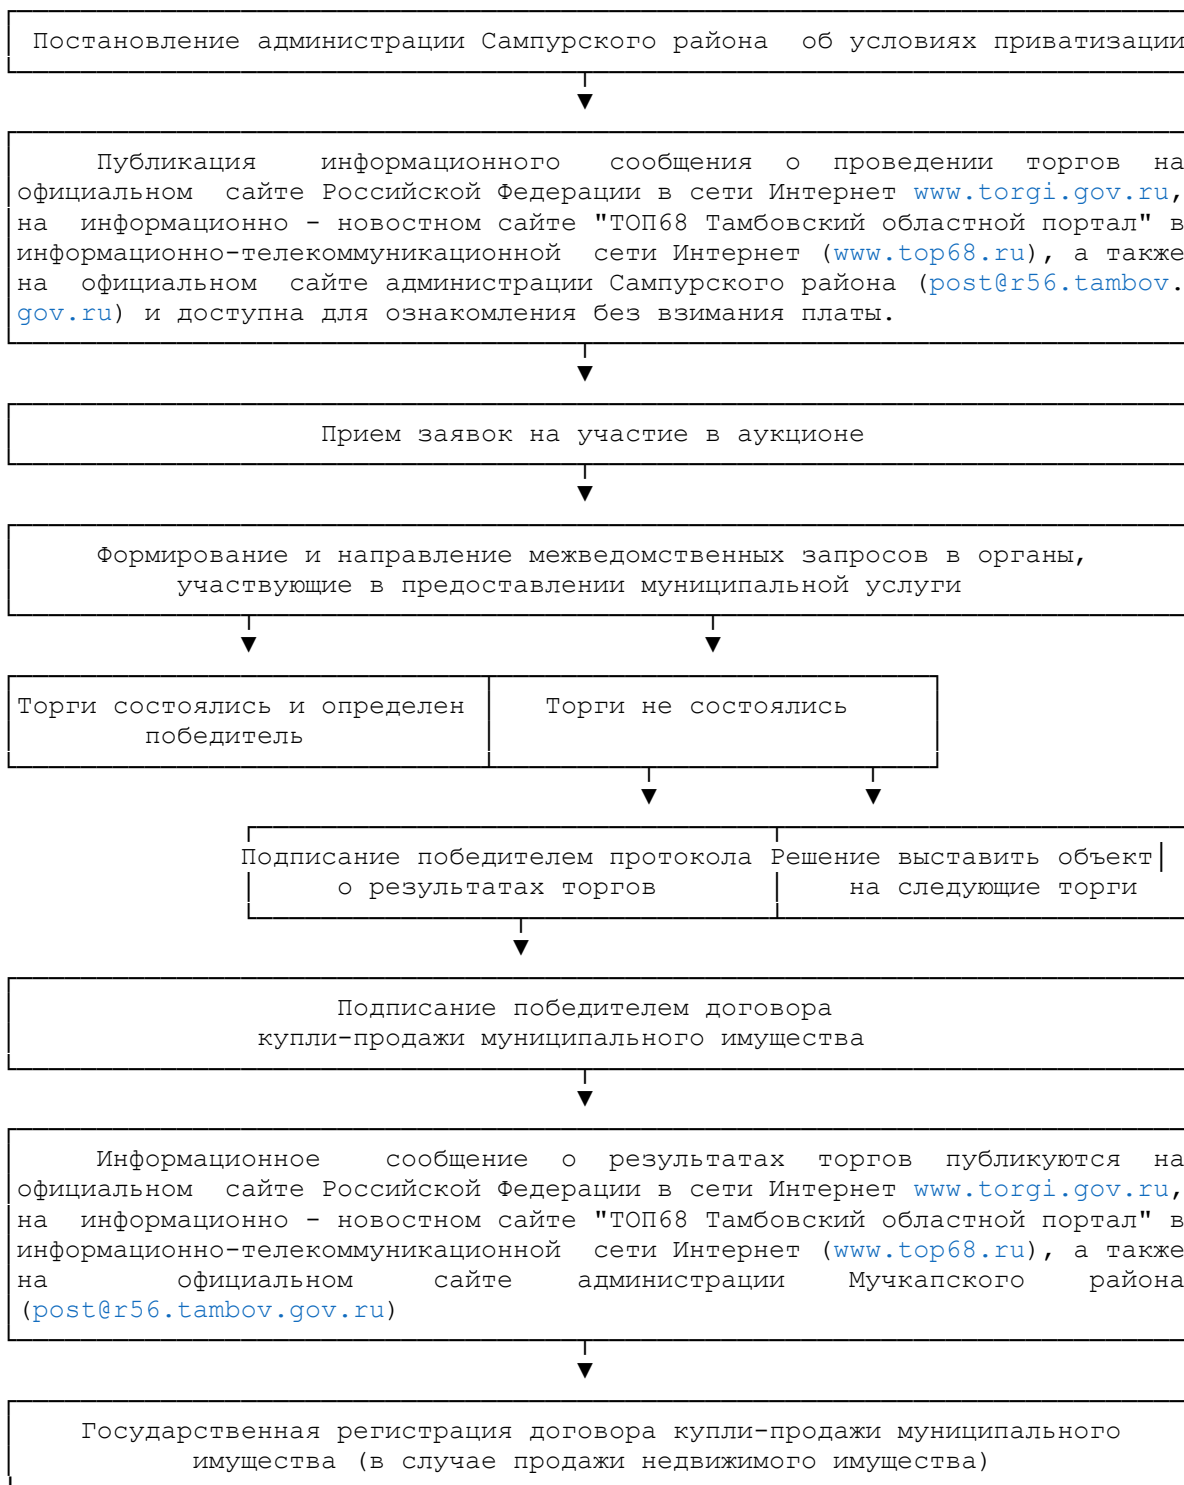 Постановление администрации Сампурского района об условиях приватизации
Публикация информационного сообщения о проведении торгов на
официальном сайте Российской Федерации в сети Интернет www.torgi.gov.ru,
на информационно - новостном сайте "ТОП68 Тамбовский областной портал" в
информационно-телекоммуникационной сети Интернет (www.top68.ru), а также
на официальном сайте администрации Сампурского района (post@r56.tambov.
gov.ru) и доступна для ознакомления без взимания платы.
Прием заявок на участие в аукционе
Формирование и направление межведомственных запросов в органы,
участвующие в предоставлении муниципальной услуги
Торги состоялись и определен
победитель
Торги не состоялись
Подписание победителем протокола
о результатах торгов
Решение выставить объект
на следующие торги
Подписание победителем договора
купли-продажи муниципального имущества
Информационное сообщение о результатах торгов публикуются на
официальном сайте Российской Федерации в сети Интернет www.torgi.gov.ru,
на информационно - новостном сайте "ТОП68 Тамбовский областной портал" в
информационно-телекоммуникационной сети Интернет (www.top68.ru), а также
на официальном сайте администрации Мучкапского района
(post@r56.tambov.gov.ru)
Государственная регистрация договора купли-продажи муниципального
имущества (в случае продажи недвижимого имущества)